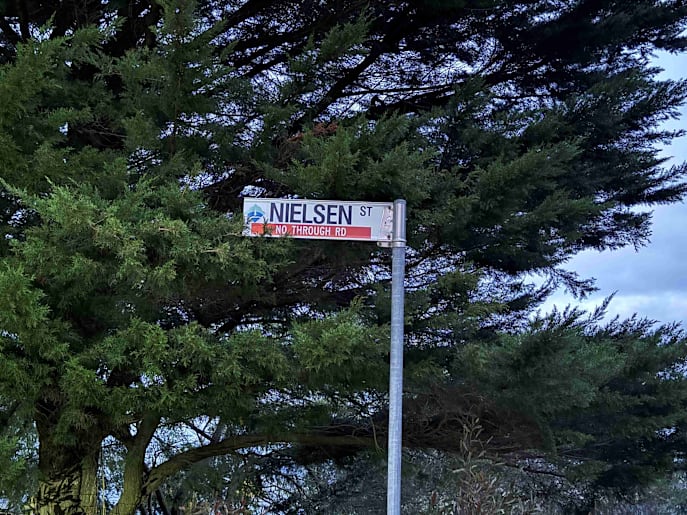 NIELSEN ST
NO THROUGH RD